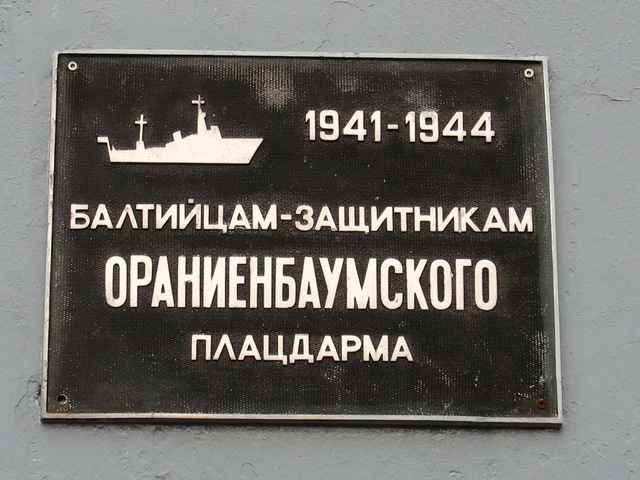 1941-1944
БАЛТИЙЦАМ-ЗАЩИТНИКАМ
ОРАНИЕНБАУМСКОГО
ПЛАЦДАРМА